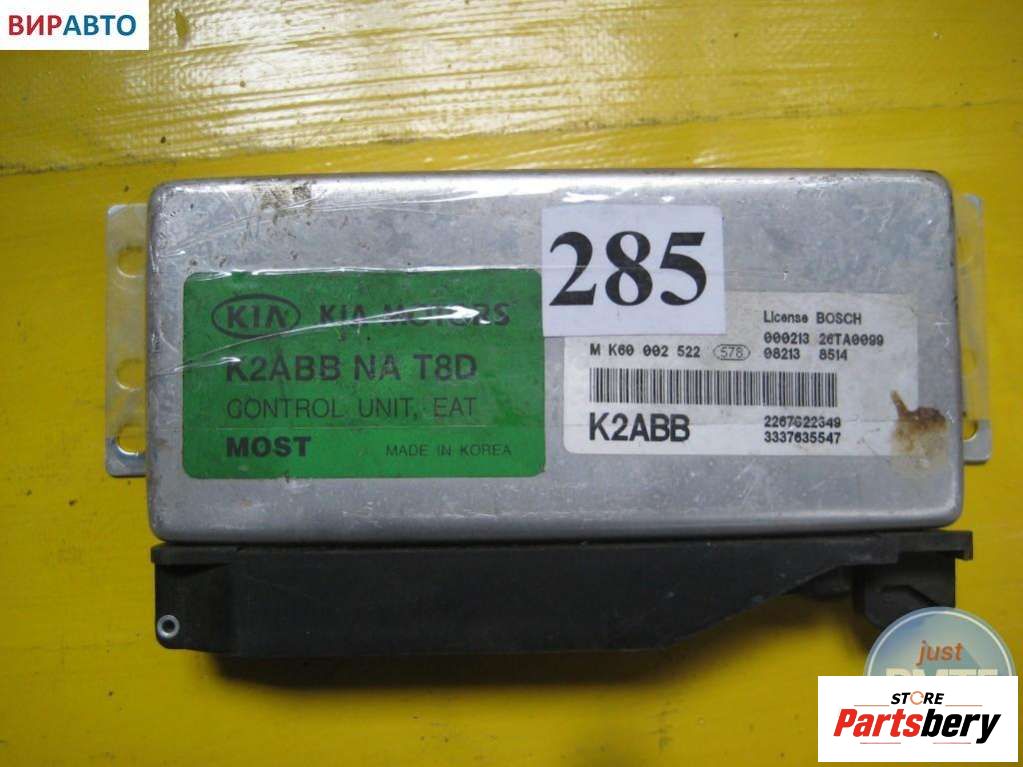 ВИРАВТО
285
KIA KIA MOTORS
K2ABB NA T8D
CONTROL UNIT, EAT
MOST MADE IN KOREA
License BOSCH
000213 26TA0099
M K60 002 522 578 08213 8514
K2ABB
2267622349
3337635547
just
STORE
Partsbery